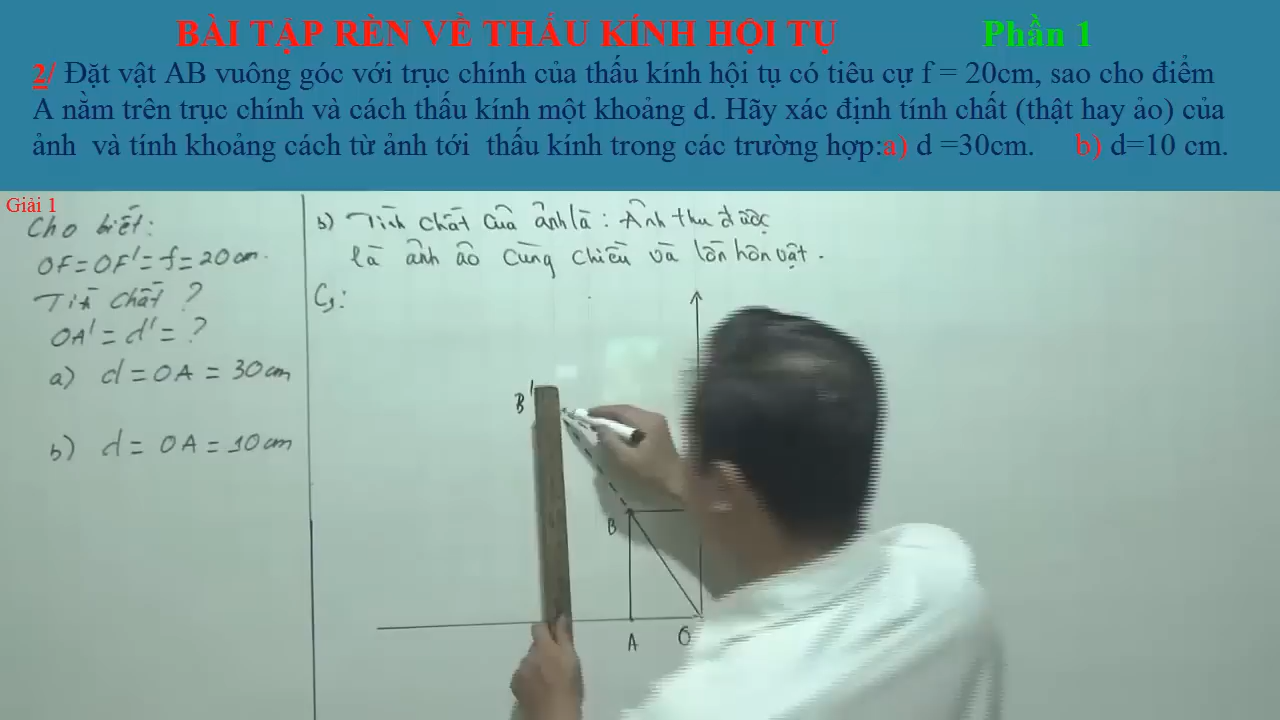 BÀI TẬP RÈN VỀ THẤU KÍNH HỘI TỤ Phần 1
2/ Đặt vật AB vuông góc với trục chính của thấu kính hội tụ có tiêu cự f = 20cm, sao cho điểm
A nằm trên trục chính và cách thấu kính một khoảng d. Hãy xác định tính chất (thật hay ảo) của
ảnh và tính khoảng cách từ ảnh tới thấu kính trong các trường hợp:a) d =30cm. b) d=10 cm.
Giải 1
Cho biết:
OF = OF' = f = 20cm.
Tính chất ?
OA' = d' = ?
a) d = OA = 30cm
b) d = OA = 10cm
b) Tính chất của ảnh là : Ảnh thu được
là ảnh ảo cùng chiều và lớn hơn vật.
G:
B'
B
A
O